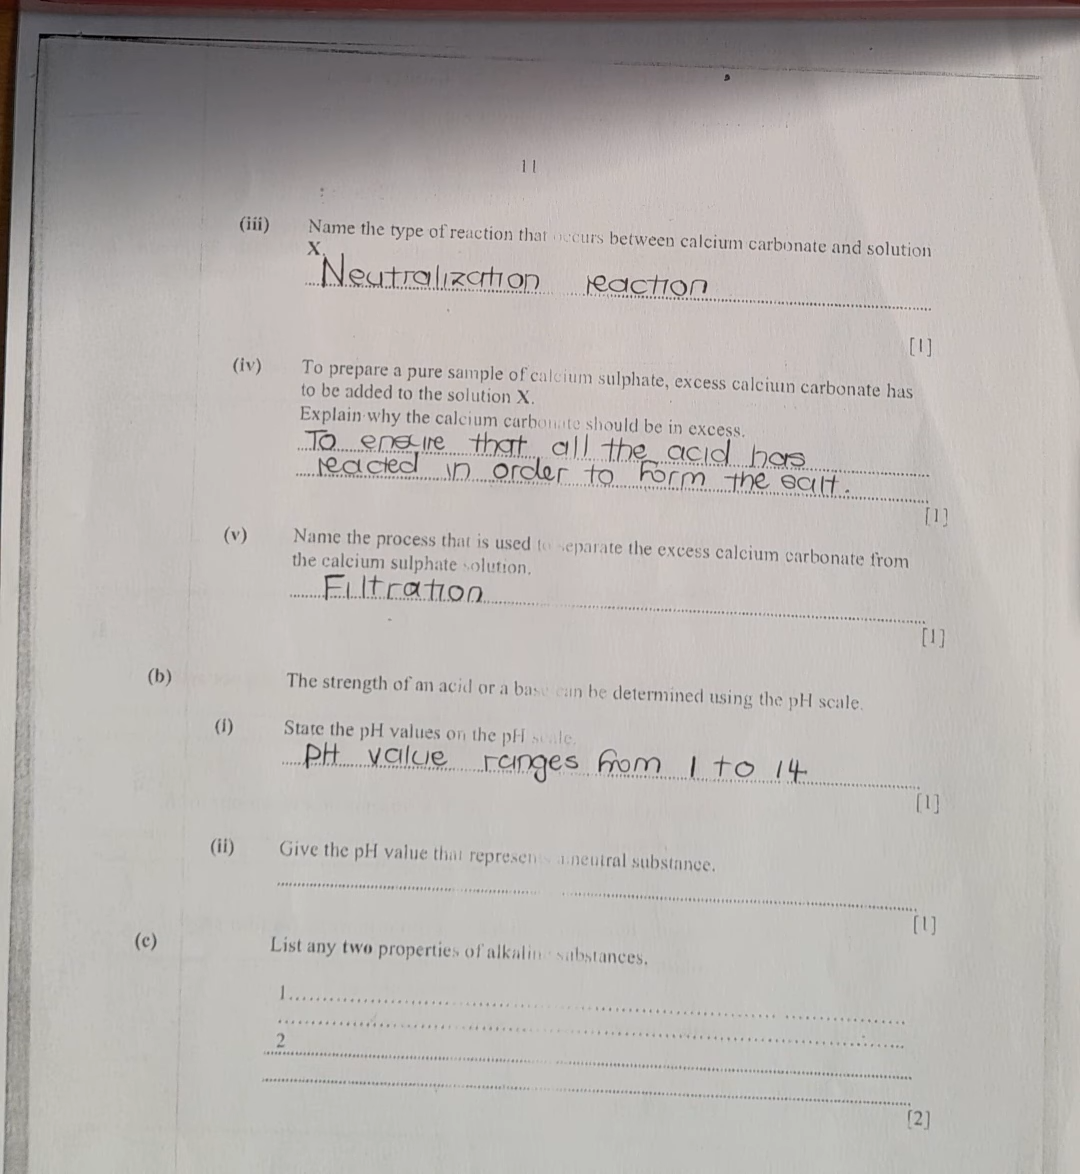 11
(iii) Name the type of reaction that occurs between calcium carbonate and solution
X.
Neutralization reaction
[1]
(iv) To prepare a pure sample of calcium sulphate, excess calcium carbonate has
to be added to the solution X.
Explain why the calcium carbonate should be in excess.
To ensure that all the acid has
reacted in order to form the salt.
[1]
(v) Name the process that is used to separate the excess calcium carbonate from
the calcium sulphate solution.
Filtration
[1]
(b) The strength of an acid or a base can be determined using the pH scale.
(i) State the pH values on the pH scale.
PH value ranges from 1 to 14
[1]
(ii) Give the pH value that represents a neutral substance.
[1]
(c) List any two properties of alkaline substances.
1
2
[2]